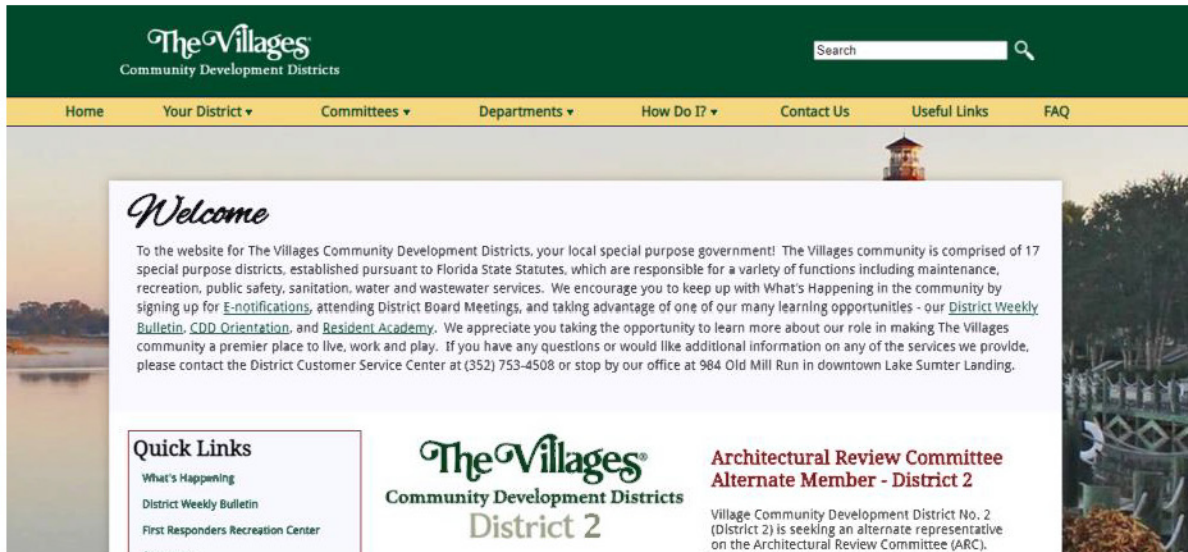 The Villages®
Community Development Districts
Search
Home Your District Committees Departments How Do I? Contact Us Useful Links FAQ
Welcome
To the website for The Villages Community Development Districts, your local special purpose government! The Villages community is comprised of 17
special purpose districts, established pursuant to Florida State Statutes, which are responsible for a variety of functions including maintenance,
recreation, public safety, sanitation, water and wastewater services. We encourage you to keep up with What's Happening in the community by
signing up for E-notifications, attending District Board Meetings, and taking advantage of one of our many learning opportunities - our District Weekly
Bulletin, CDD Orientation, and Resident Academy. We appreciate you taking the opportunity to learn more about our role in making The Villages
community a premier place to live, work and play. If you have any questions or would like additional information on any of the services we provide,
please contact the District Customer Service Center at (352) 753-4508 or stop by our office at 984 Old Mill Run in downtown Lake Sumter Landing.
Quick Links
What's Happening
District Weekly Bulletin
First Responders Recreation Center
The Villages®
Community Development Districts
District 2
Architectural Review Committee
Alternate Member - District 2
Village Community Development District No. 2
(District 2) is seeking an alternate representative
on the Architectural Review Committee (ARC).